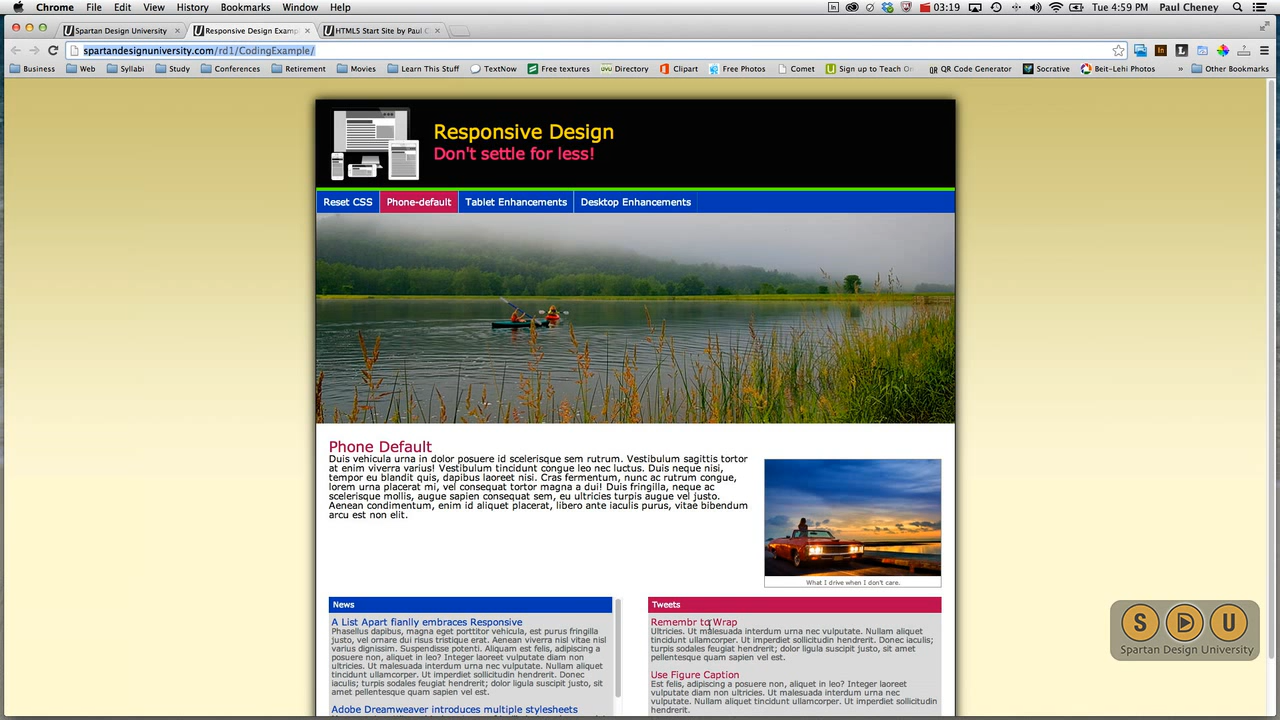 Chrome File Edit View History Bookmarks Window Help 03:19 Tue 4:59 PM Paul Cheney
Spartan Design University Responsive Design Examp HTML5 Start Site by Paul C
spartandesignuniversity.com/rd1/CodingExample/
Business Web Syllabi Study Conferences Retirement Movies Learn This Stuff TextNow Free textures Directory Clipart Free Photos Comet Sign up to Teach On QR Code Generator Socrative Beit-Lehi Photos » Other Bookmarks
Responsive Design
Don't settle for less!
Reset CSS Phone-default Tablet Enhancements Desktop Enhancements
Phone Default
Duis vehicula urna in dolor posuere id scelerisque sem rutrum. Vestibulum sagittis tortor
at enim viverra varius! Vestibulum tincidunt congue leo nec luctus. Duis neque nisi,
tempor eu blandit quis, dapibus laoreet nisi. Cras fermentum, nunc ac rutrum congue,
lorem urna placerat mi, vel consequat tortor magna a dui! Duis fringilla, neque ac
scelerisque mollis, augue sapien consequat sem, eu ultricies turpis augue vel justo.
Aenean condimentum, enim id aliquet placerat, libero ante iaculis purus, vitae bibendum
arcu est non elit.
What I drive when I don't care.
News
A List Apart fianlly embraces Responsive
Phasellus dapibus, magna eget porttitor vehicula, est purus fringilla
justo, vel ornare dui risus tristique erat. Aenean viverra nisl vitae nisl
varius dignissim. Suspendisse potenti. Aliquam est felis, adipiscing a
posuere non, aliquet in leo? Integer laoreet vulputate diam non
ultricies. Ut malesuada interdum urna nec vulputate. Nullam aliquet
tincidunt ullamcorper. Ut imperdiet sollicitudin hendrerit. Donec
iaculis; turpis sodales feugiat hendrerit; dolor ligula suscipit justo, sit
amet pellentesque quam sapien vel est.
Adobe Dreamweaver introduces multiple stylesheets
Tweets
Remembr to Wrap
Ultricies. Ut malesuada interdum urna nec vulputate. Nullam aliquet
tincidunt ullamcorper. Ut imperdiet sollicitudin hendrerit. Donec iaculis;
turpis sodales feugiat hendrerit; dolor ligula suscipit justo, sit amet
pellentesque quam sapien vel est.
Use Figure Caption
Est felis, adipiscing a posuere non, aliquet in leo? Integer laoreet
vulputate diam non ultricies. Ut malesuada interdum urna nec
vulputate. Nullam aliquet tincidunt ullamcorper. Ut imperdiet sollicitudin
hendrerit.
S D U
Spartan Design University